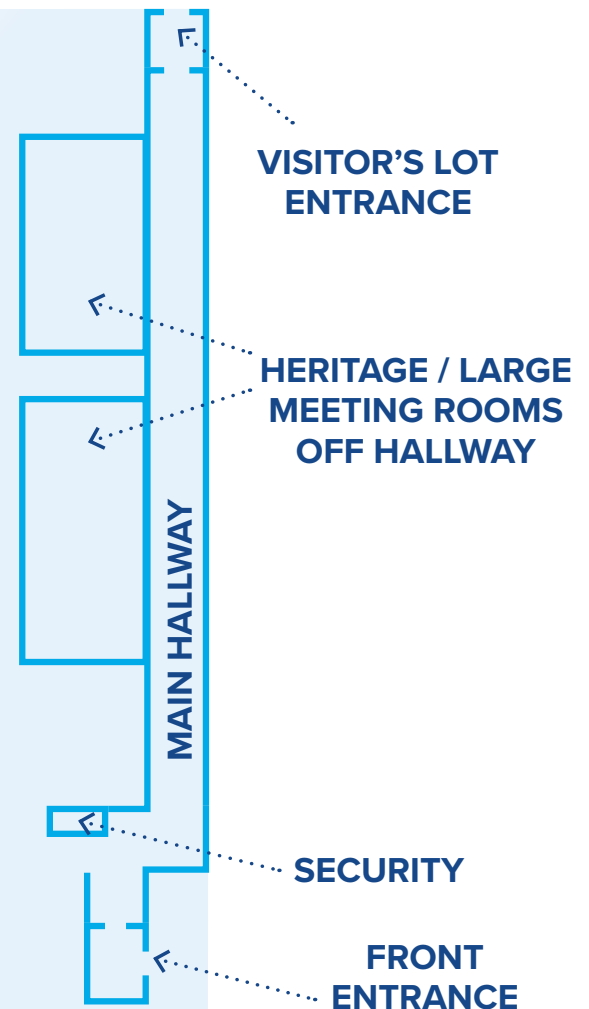 VISITOR’S LOT
ENTRANCE
HERITAGE / LARGE
MEETING ROOMS
OFF HALLWAY
MAIN HALLWAY
SECURITY
FRONT
ENTRANCE